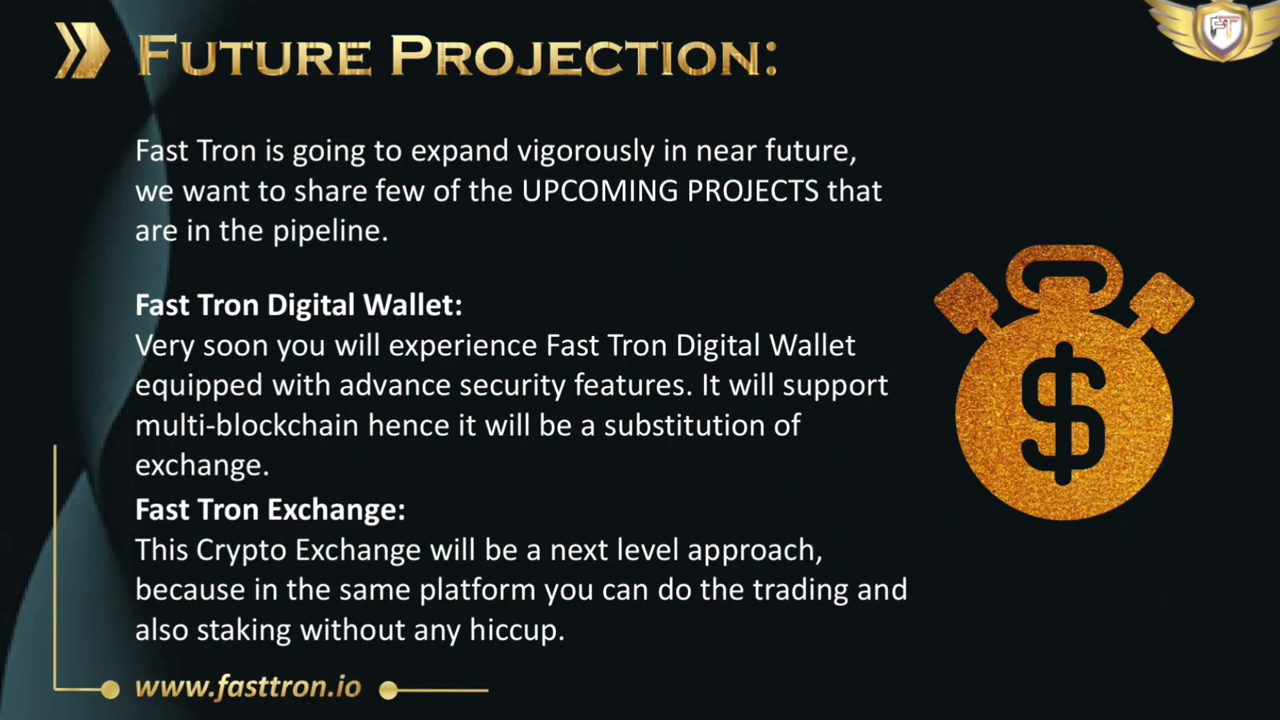 FUTURE PROJECTION:
FT
Fast Tron is going to expand vigorously in near future,
we want to share few of the UPCOMING PROJECTS that
are in the pipeline.
Fast Tron Digital Wallet:
Very soon you will experience Fast Tron Digital Wallet
equipped with advance security features. It will support
multi-blockchain hence it will be a substitution of
exchange.
Fast Tron Exchange:
This Crypto Exchange will be a next level approach,
because in the same platform you can do the trading and
also staking without any hiccup.
$
www.fasttron.io